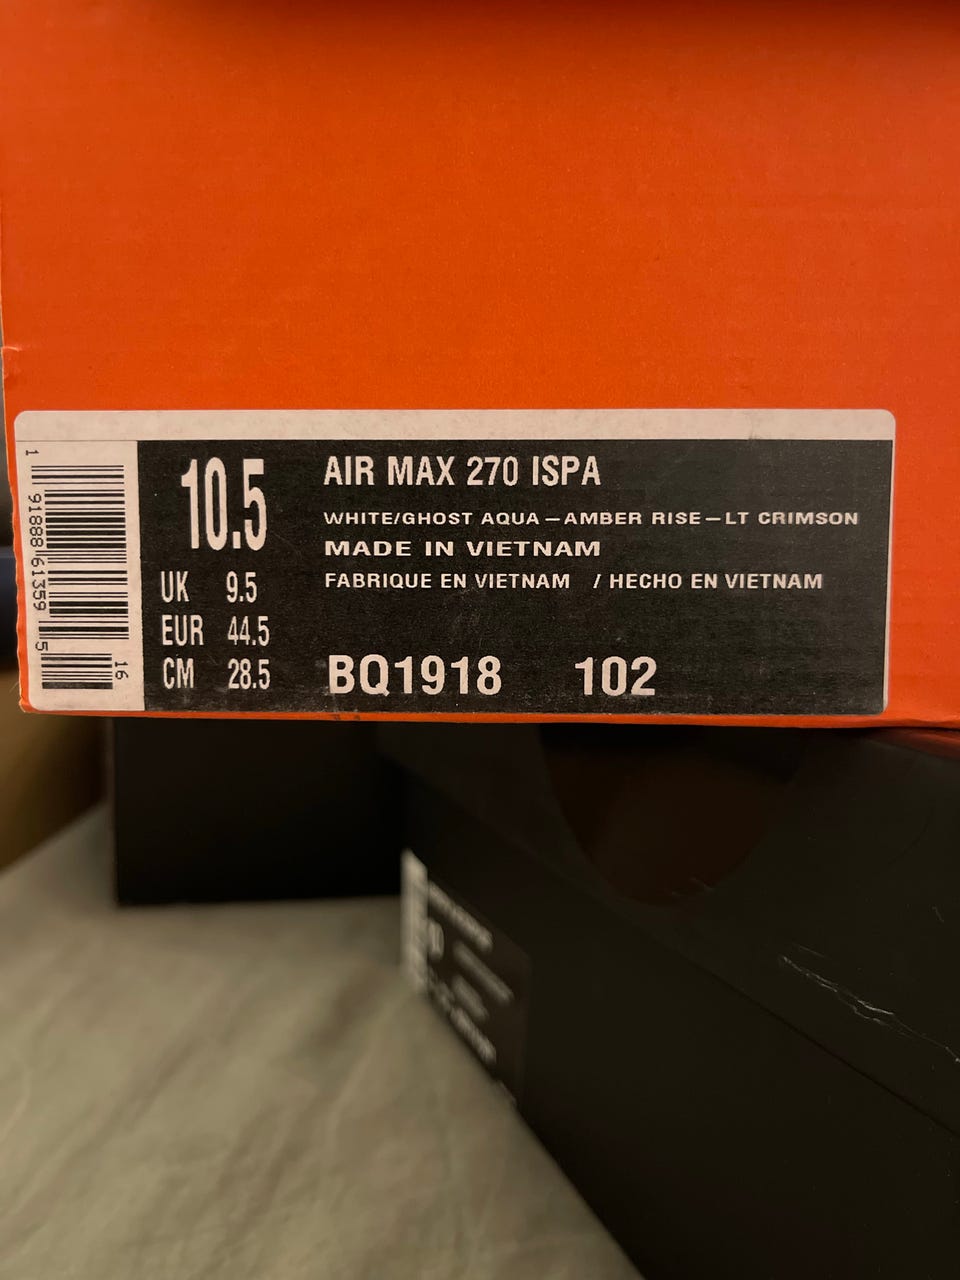 1 91888 61359 5 16
10.5
UK 9.5
EUR 44.5
CM 28.5
AIR MAX 270 ISPA
WHITE/GHOST AQUA – AMBER RISE – LT CRIMSON
MADE IN VIETNAM
FABRIQUE EN VIETNAM / HECHO EN VIETNAM
BQ1918 102